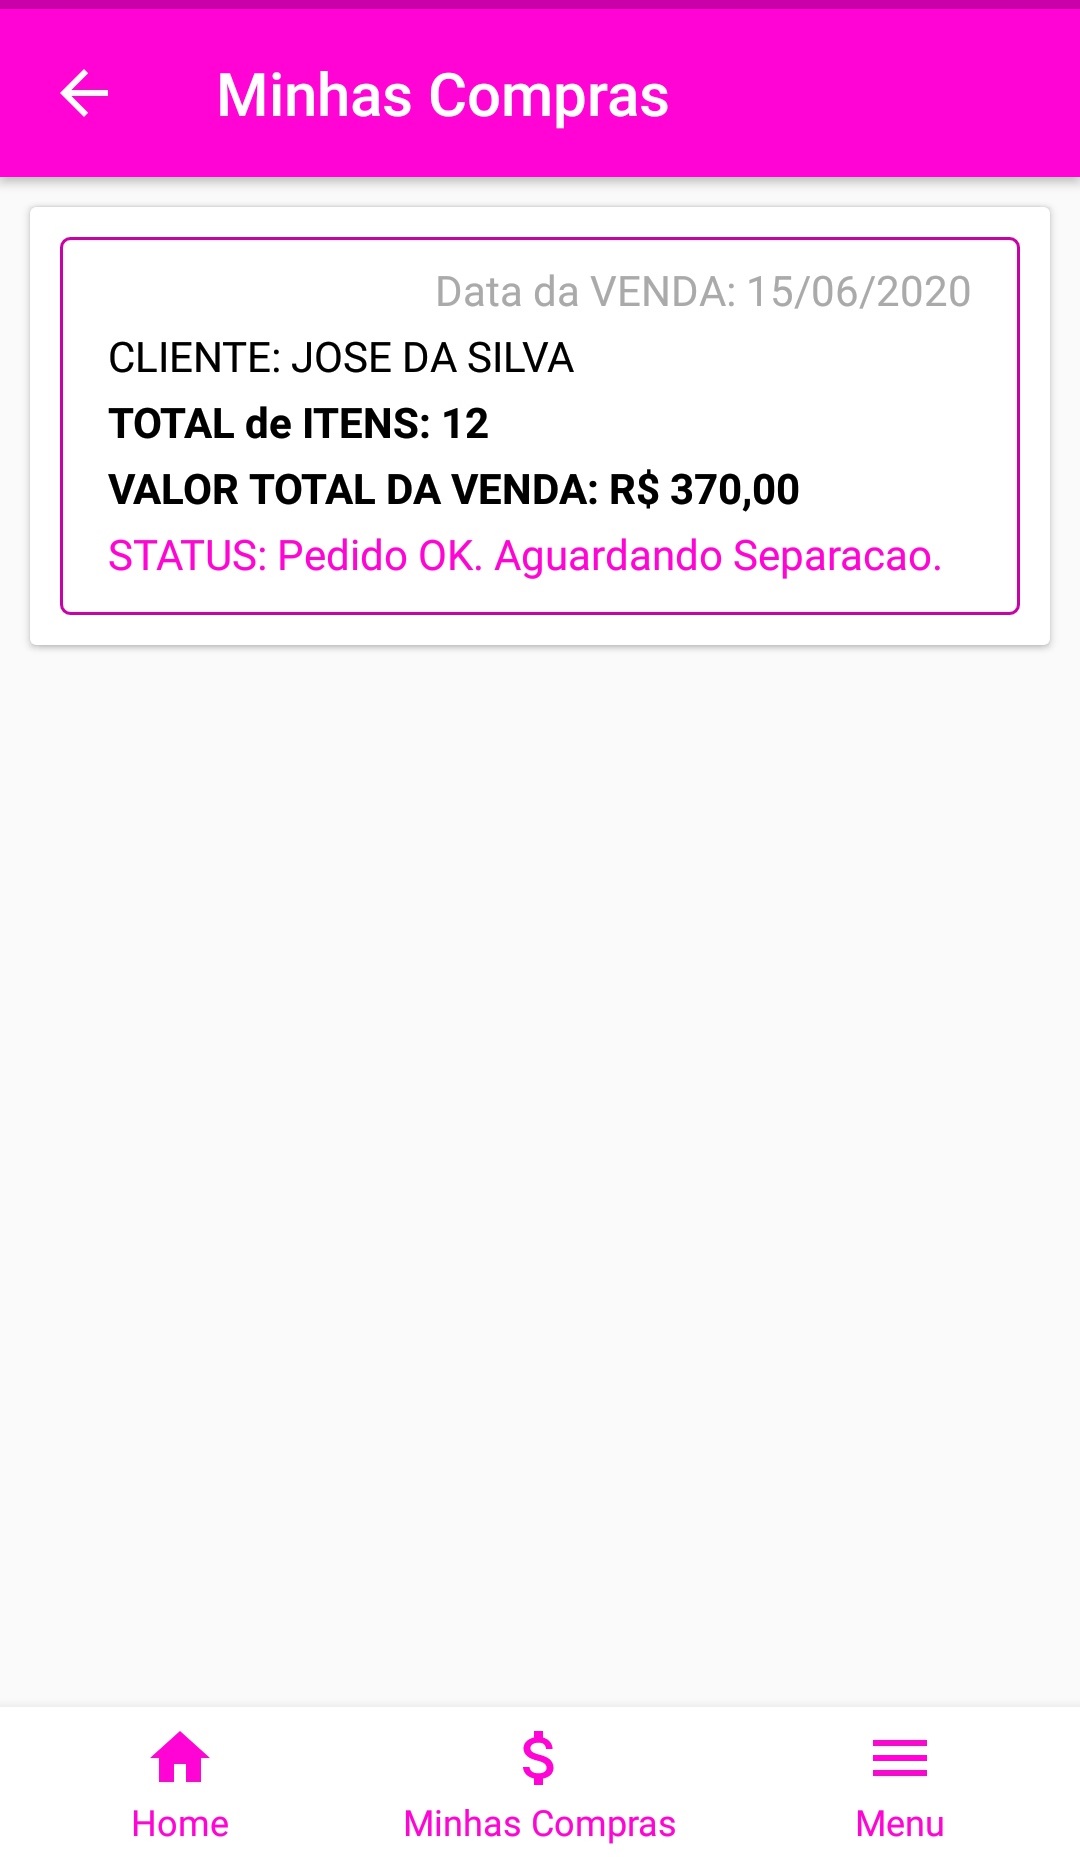 Minhas Compras
Data da VENDA: 15/06/2020
CLIENTE: JOSE DA SILVA
TOTAL de ITENS: 12
VALOR TOTAL DA VENDA: R$ 370,00
STATUS: Pedido OK. Aguardando Separacao.
Home
Minhas Compras
Menu